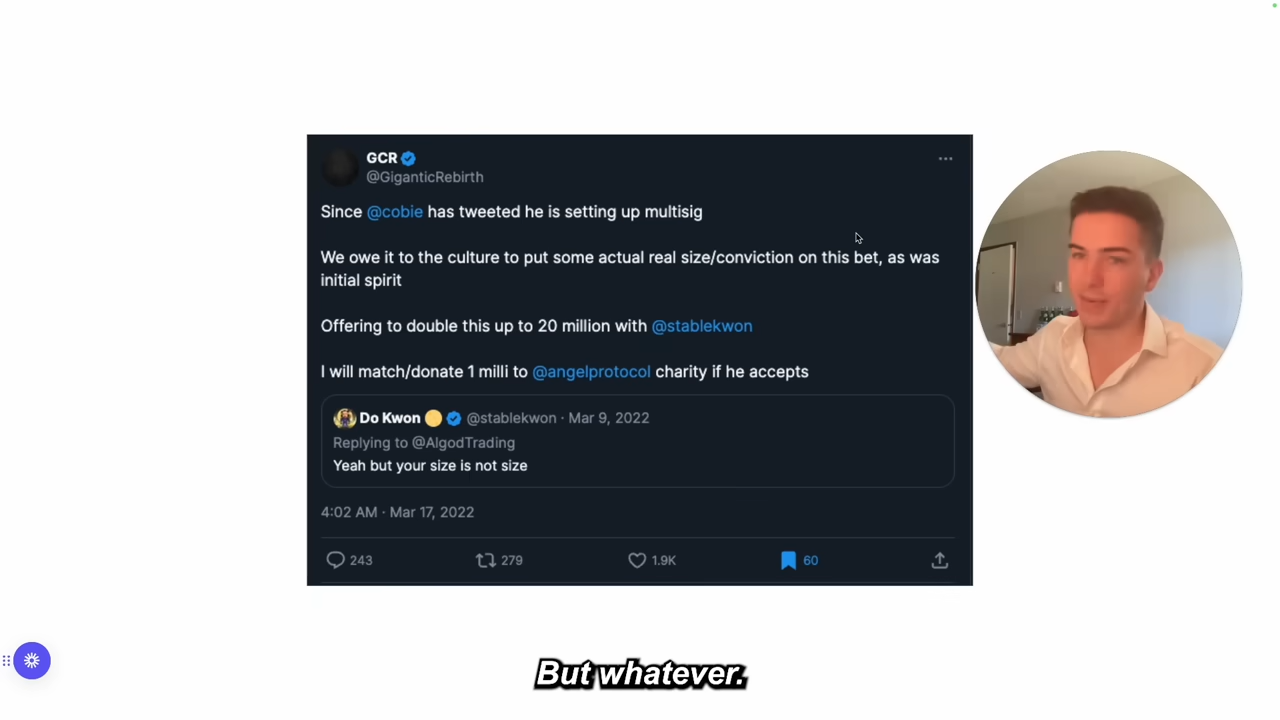 GCR
@GiganticRebirth
Since @cobie has tweeted he is setting up multisig
We owe it to the culture to put some actual real size/conviction on this bet, as was
initial spirit
Offering to double this up to 20 million with @stablekwon
I will match/donate 1 milli to @angelprotocol charity if he accepts
Do Kwon @stablekwon · Mar 9, 2022
Replying to @AlgodTrading
Yeah but your size is not size
4:02 AM · Mar 17, 2022
243 279 1.9K 60
But whatever.